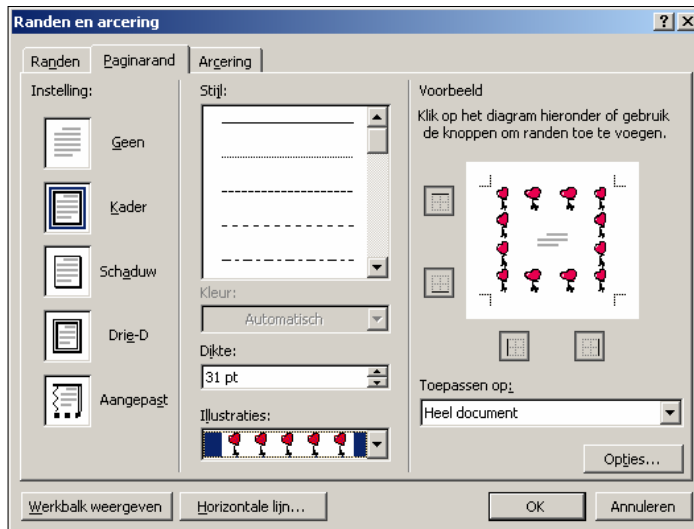 Randen en arcering
Randen
Paginarand
Arcering
Instelling:
Geen
Kader
Schaduw
Drie-D
Aangepast
Stijl:
Kleur:
Automatisch
Dikte:
31 pt
Illustraties:
Voorbeeld
Klik op het diagram hieronder of gebruik
de knoppen om randen toe te voegen.
Toepassen op:
Heel document
Opties...
Werkbalk weergeven
Horizontale lijn...
OK
Annuleren